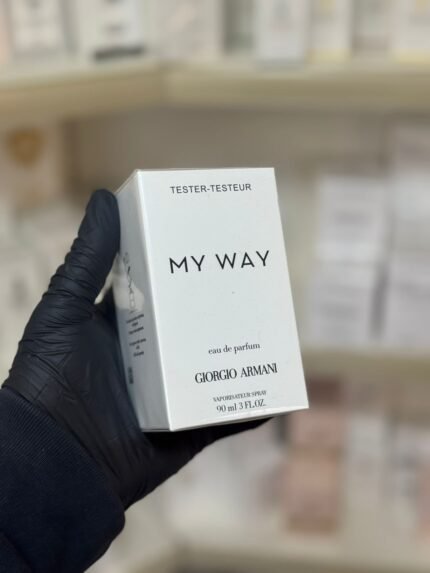 TESTER-TESTEUR
MY WAY
eau de parfum
GIORGIO ARMANI
VAPORISATEUR SPRAY
90 ml 3 FL.OZ